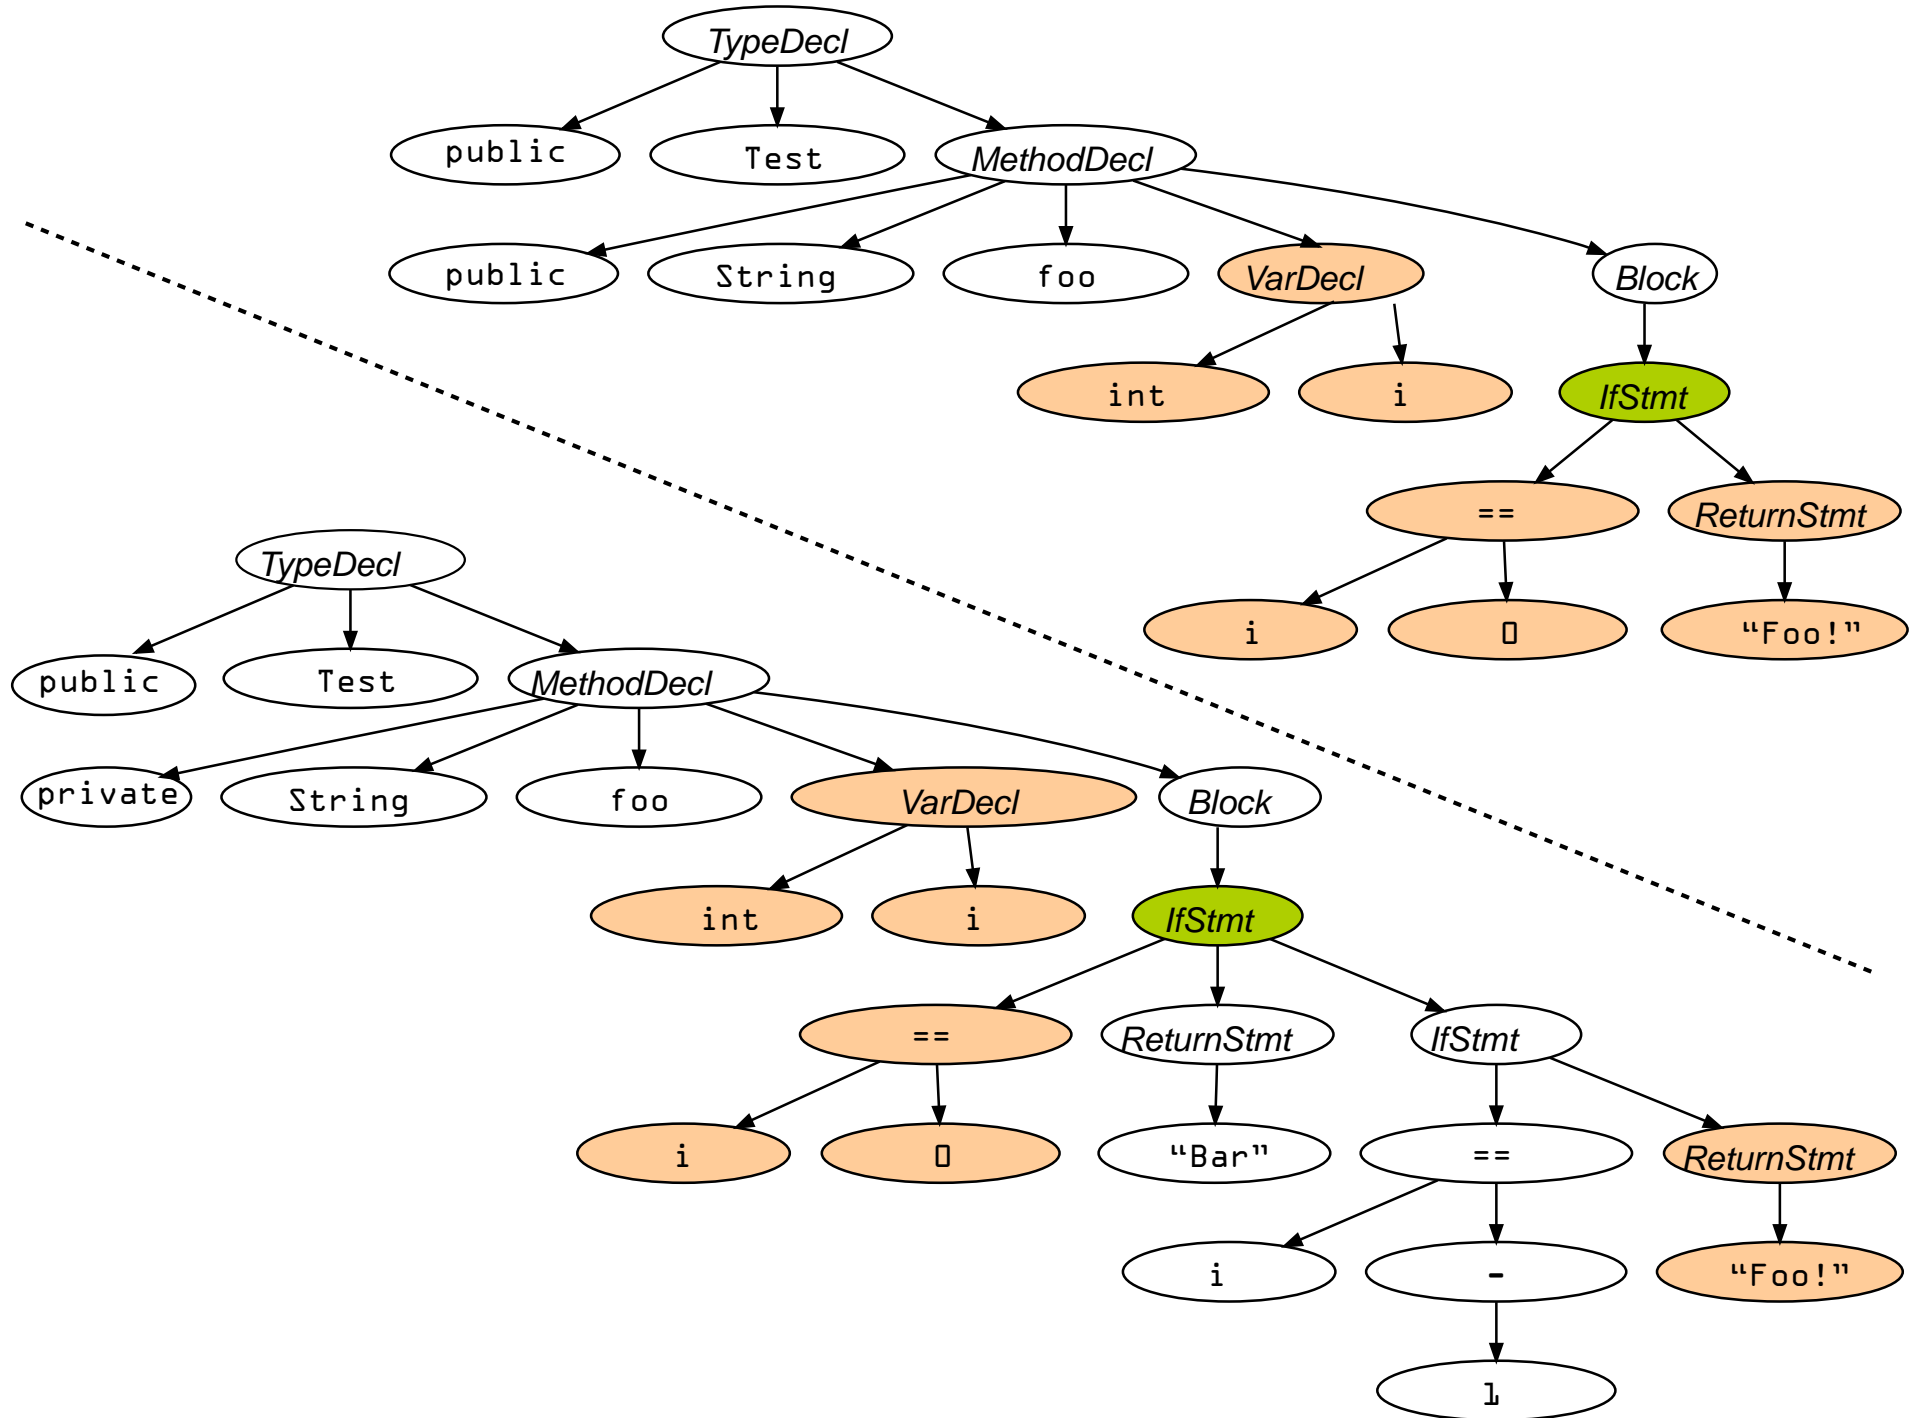 TypeDecl
public
Test
MethodDecl
public
String
foo
VarDecl
Block
int
i
IfStmt
==
ReturnStmt
i
0
“Foo!”
TypeDecl
public
Test
MethodDecl
private
String
foo
VarDecl
Block
int
i
IfStmt
==
ReturnStmt
IfStmt
i
0
“Bar”
==
ReturnStmt
i
-
“Foo!”
1